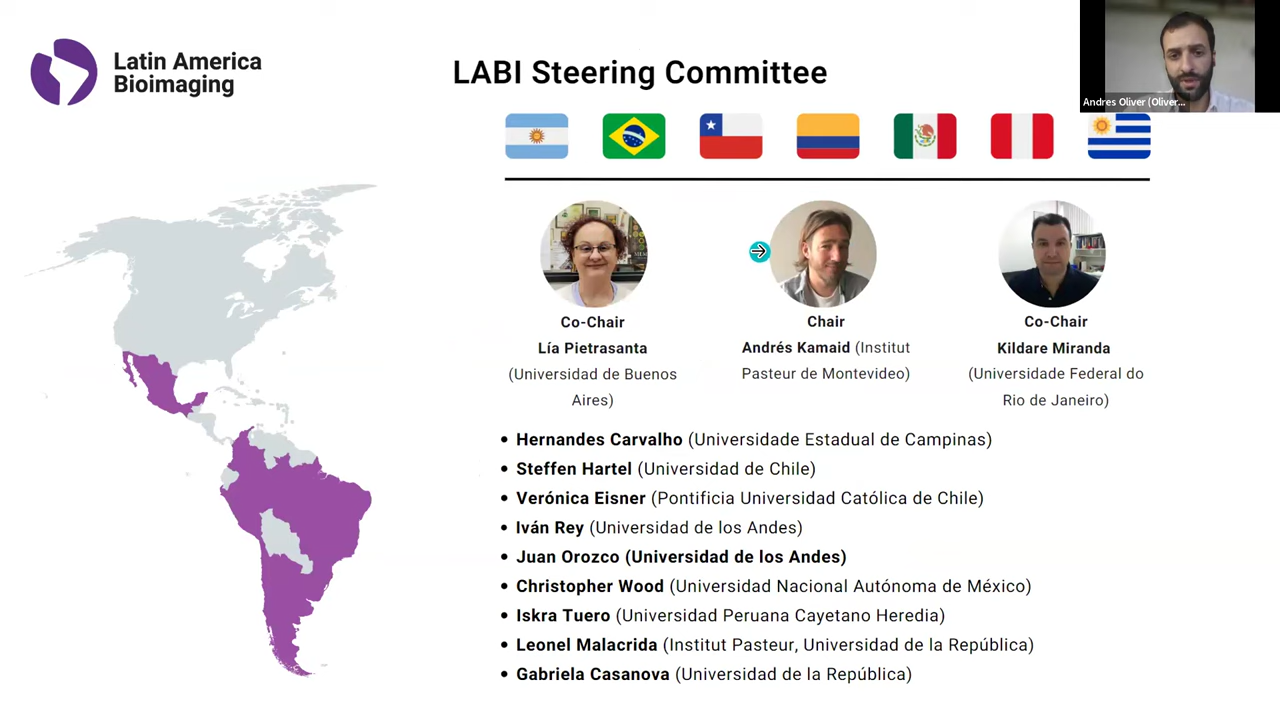 Latin America
Bioimaging
LABI Steering Committee
Andres Oliver (Oliver...
Co-Chair
Lía Pietrasanta
(Universidad de Buenos
Aires)
Chair
Andrés Kamaid (Institut
Pasteur de Montevideo)
Co-Chair
Kildare Miranda
(Universidade Federal do
Rio de Janeiro)
• Hernandes Carvalho (Universidade Estadual de Campinas)
• Steffen Hartel (Universidad de Chile)
• Verónica Eisner (Pontificia Universidad Católica de Chile)
• Iván Rey (Universidad de los Andes)
• Juan Orozco (Universidad de los Andes)
• Christopher Wood (Universidad Nacional Autónoma de México)
• Iskra Tuero (Universidad Peruana Cayetano Heredia)
• Leonel Malacrida (Institut Pasteur, Universidad de la República)
• Gabriela Casanova (Universidad de la República)